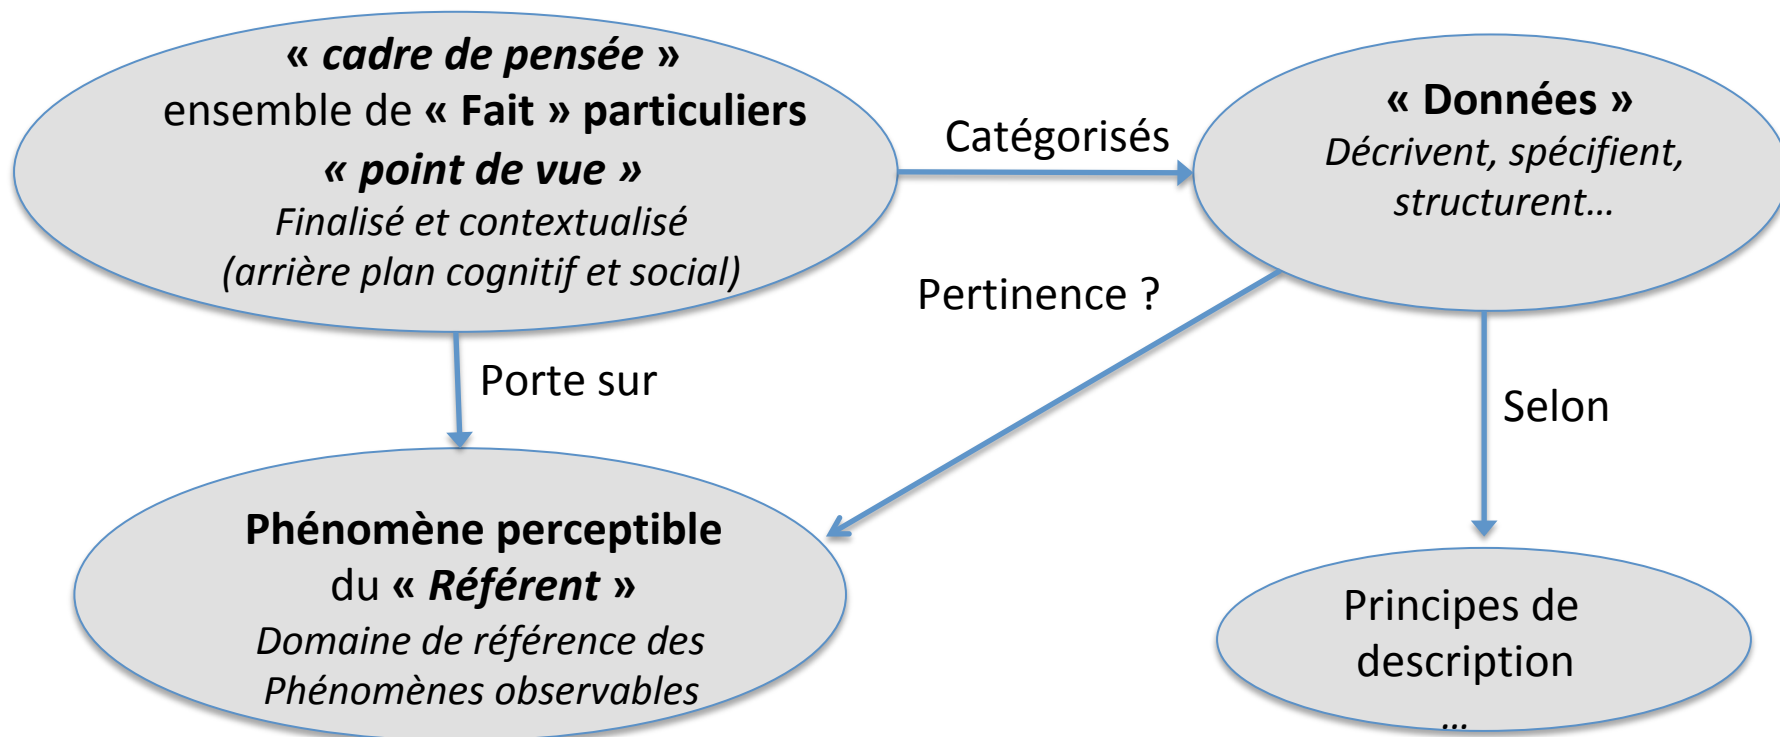 « cadre de pensée »
ensemble de « Fait » particuliers
« point de vue »
Finalisé et contextualisé
(arrière plan cognitif et social)
Catégorisés
« Données »
Décrivent, spécifient,
structurent…
Pertinence ?
Porte sur
Selon
Phénomène perceptible
du « Référent »
Domaine de référence des
Phénomènes observables
Principes de
description
…